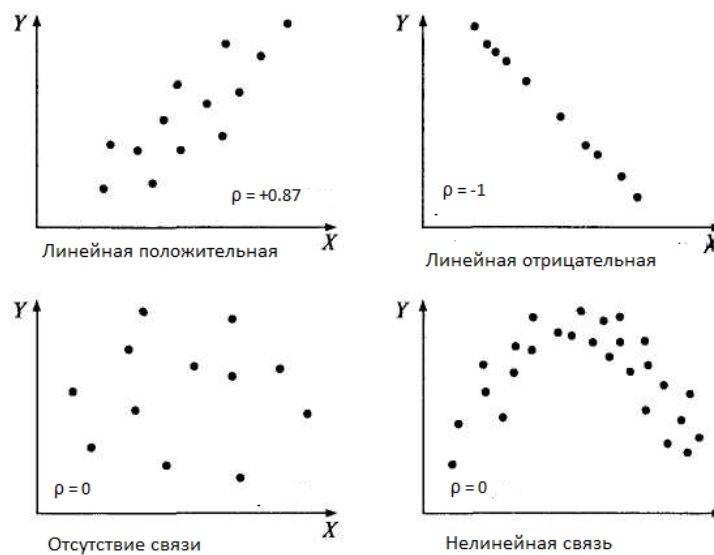 Y
Y
ρ = +0.87
ρ = -1
X
X
Линейная положительная
Линейная отрицательная
Y
Y
ρ = 0
ρ = 0
X
Отсутствие связи
Нелинейная связь